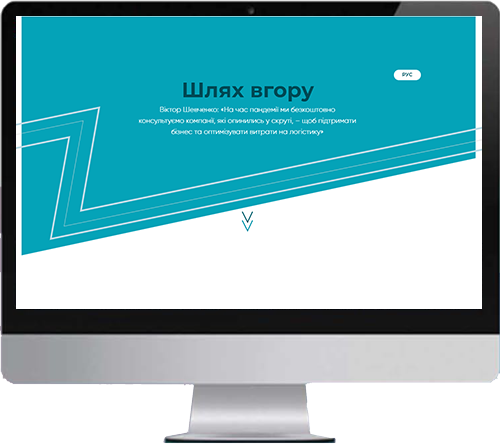 РУС
Шлях вгору
Віктор Шевченко: «На час пандемії ми безкоштовно
консультуємо компанії, які опинились у скруті, – щоб підтримати
бізнес та оптимізувати витрати на логістику»